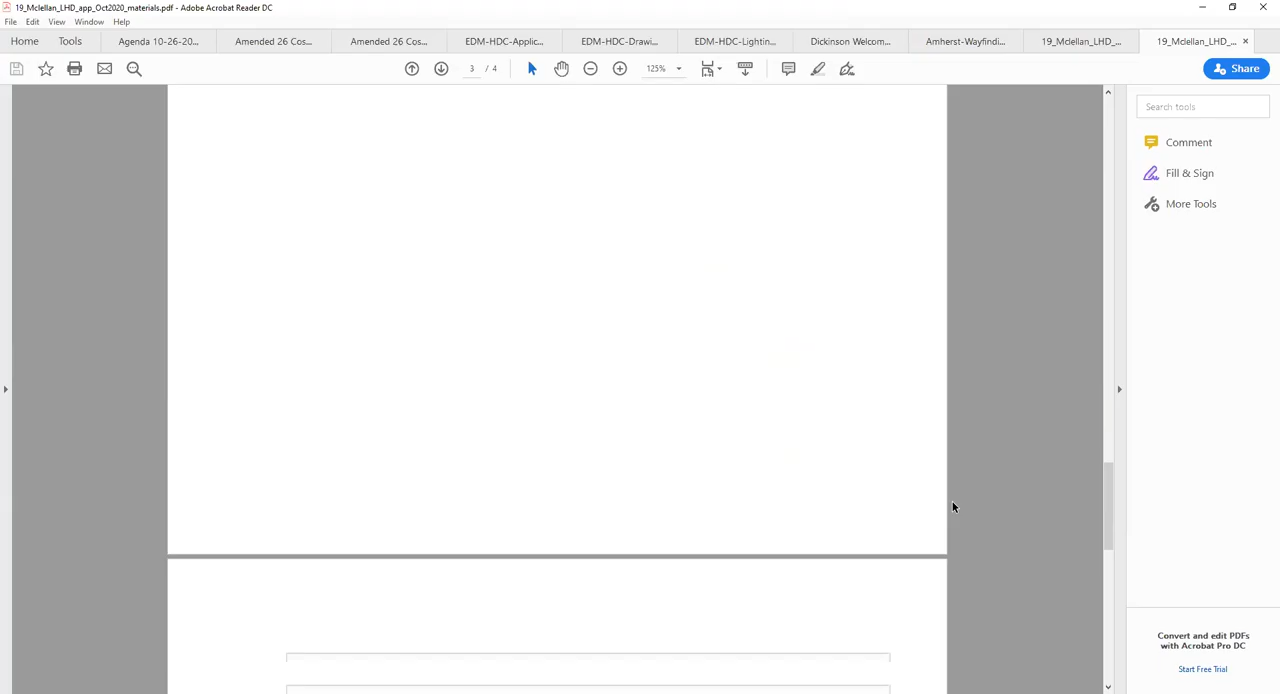 19_Mclellan_LHD_app_Oct2020_materials.pdf - Adobe Acrobat Reader DC
File Edit View Window Help
Home Tools Agenda 10-26-20... Amended 26 Cos... Amended 26 Cos... EDM-HDC-Applic... EDM-HDC-Drawi... EDM-HDC-Lightin... Dickinson Welcom... Amherst-Wayfindi... 19_Mclellan_LHD_... 19_Mclellan_LHD_... ×
3 / 4 125% Share
Search tools
Comment
Fill & Sign
More Tools
Convert and edit PDFs
with Acrobat Pro DC
Start Free Trial